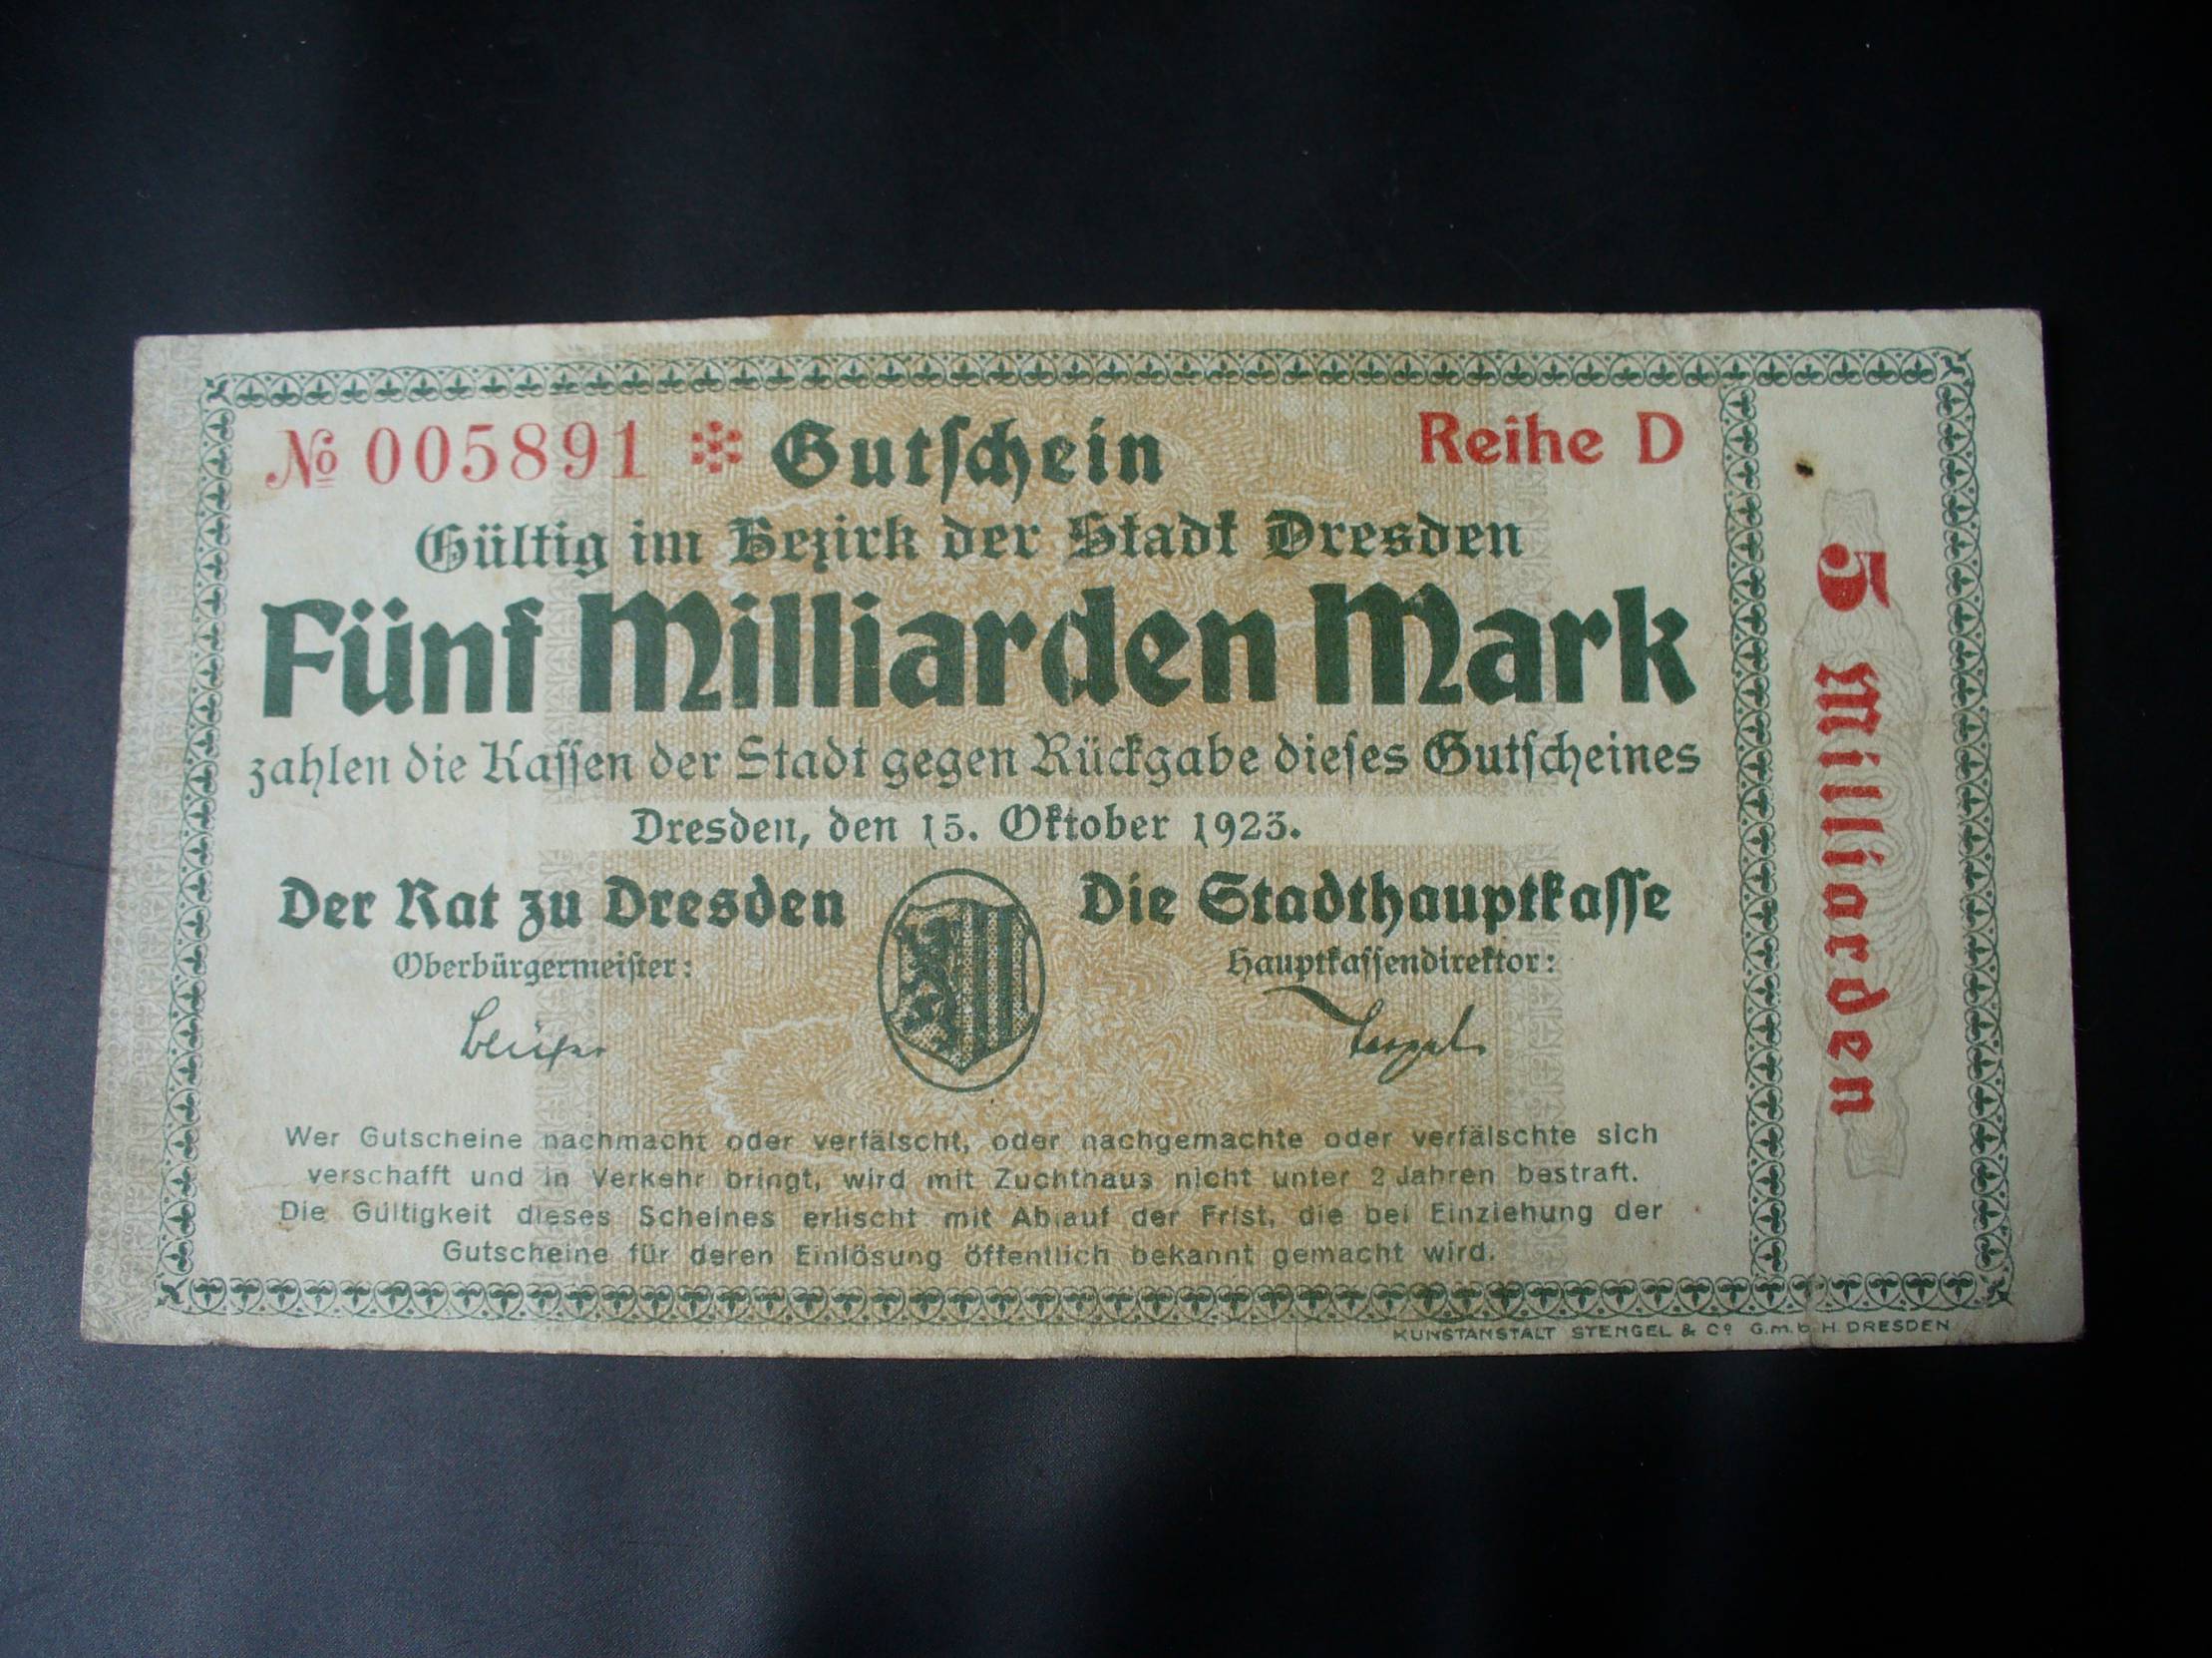 № 005891 * Gutschein Reihe D
Gültig im Bezirk der Stadt Dresden
Fünf Milliarden Mark
zahlen die Kassen der Stadt gegen Rückgabe dieses Gutscheines
Dresden, den 15. Oktober 1923.
Der Rat zu Dresden Die Stadthauptkasse
Oberbürgermeister: Hauptkassendirektor:
Wer Gutscheine nachmacht oder verfälscht, oder nachgemachte oder verfälschte sich
verschafft und in Verkehr bringt, wird mit Zuchthaus nicht unter 2 Jahren bestraft.
Die Gültigkeit dieses Scheines erlischt mit Ablauf der Frist, die bei Einziehung der
Gutscheine für deren Einlösung öffentlich bekannt gemacht wird.
5 Milliarden
KUNSTANSTALT STENGEL & Cº G.m.b.H. DRESDEN